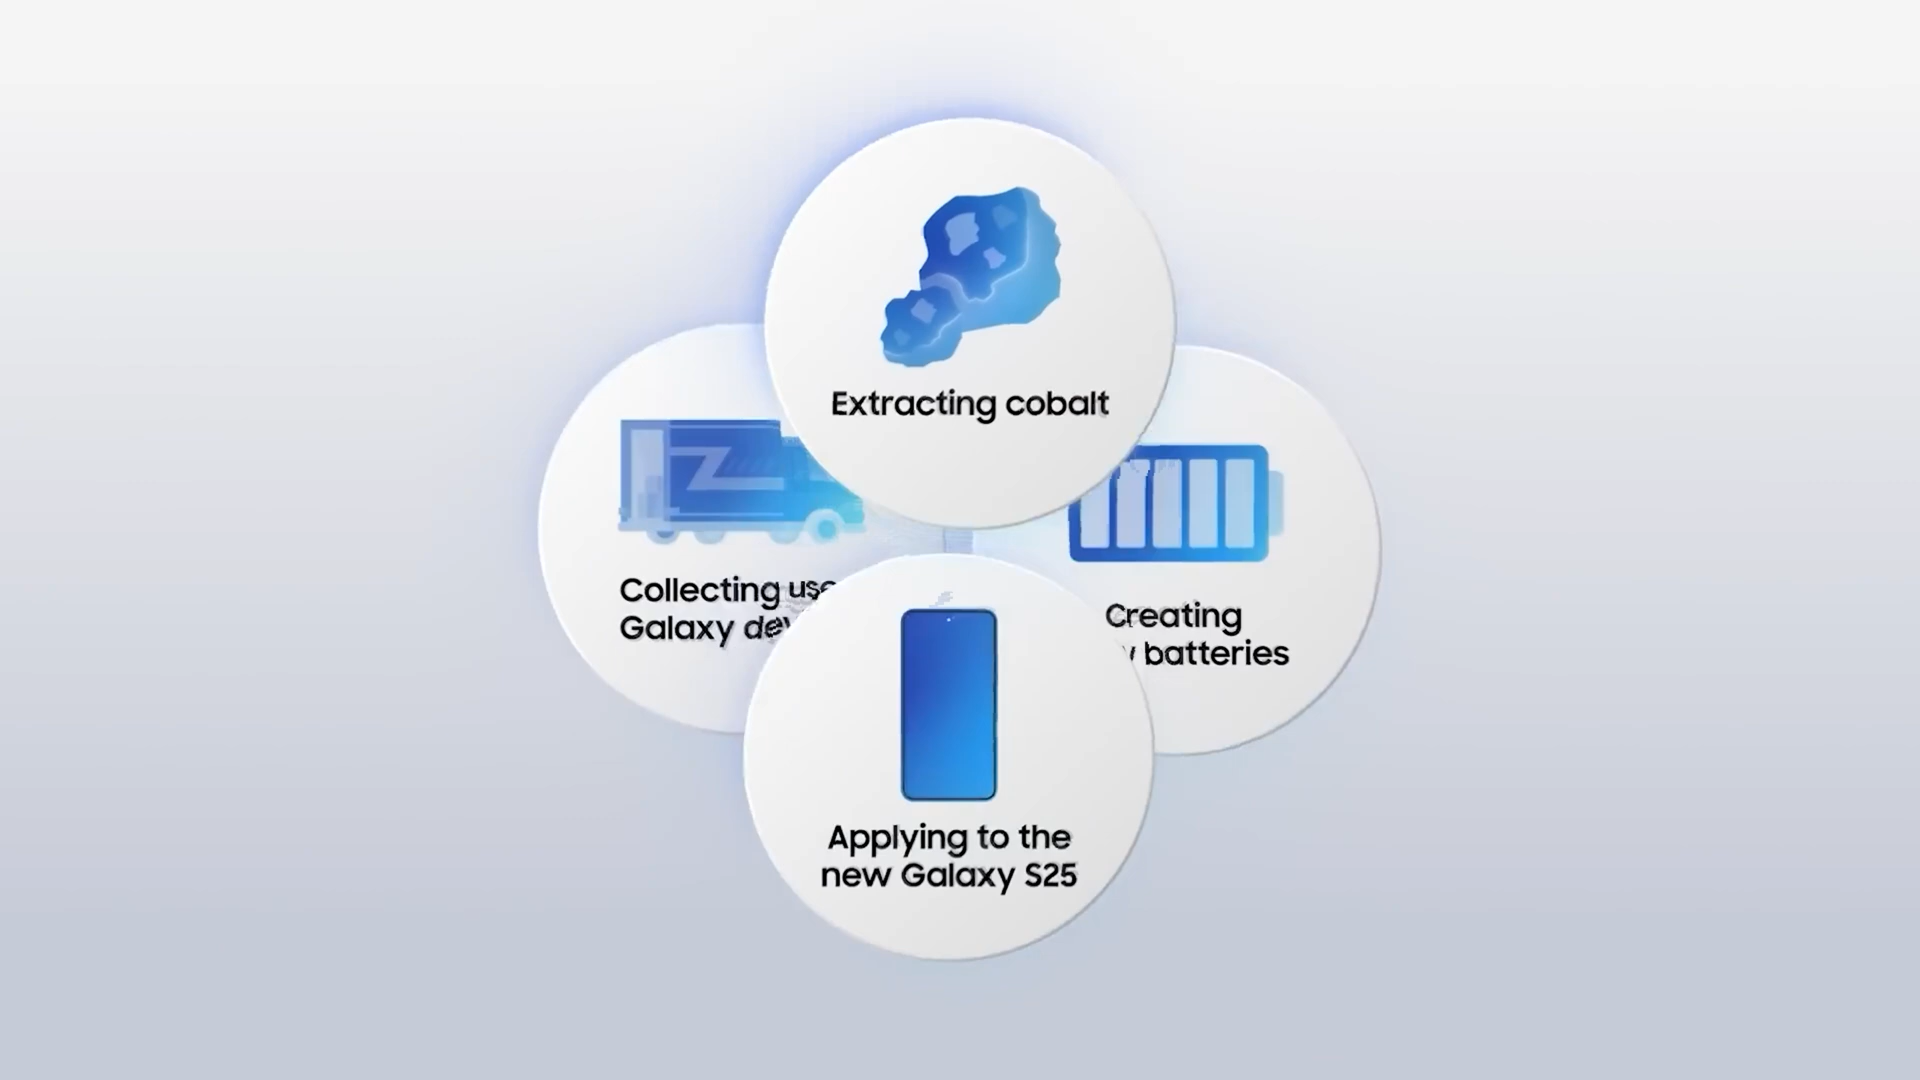 Extracting cobalt
Collecting
Galaxy
Creating
batteries
Applying to the
new Galaxy S25